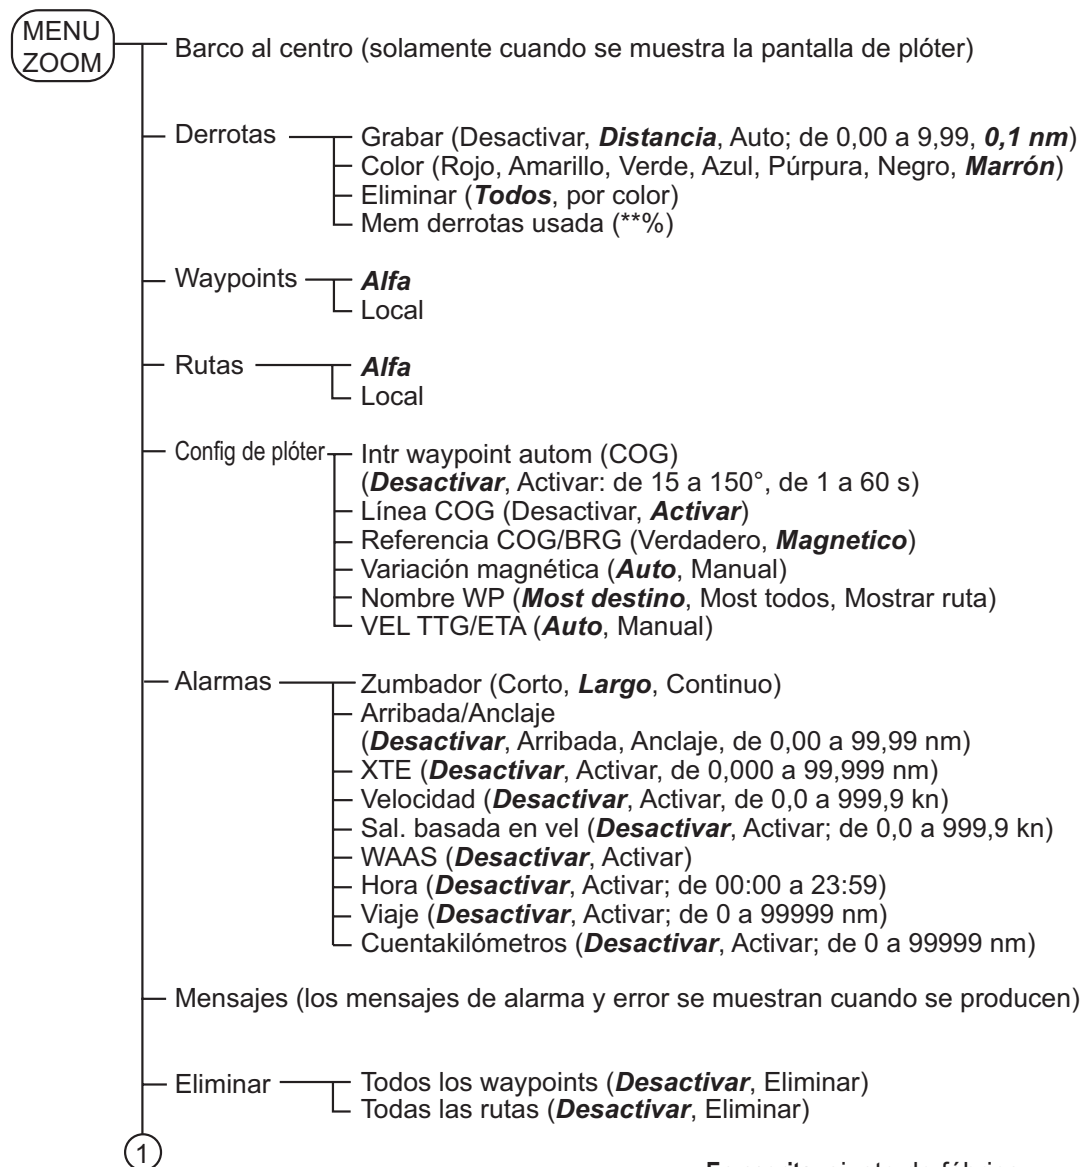 MENU
ZOOM
Barco al centro (solamente cuando se muestra la pantalla de plóter)
Derrotas
Grabar (Desactivar, Distancia, Auto; de 0,00 a 9,99, 0,1 nm)
Color (Rojo, Amarillo, Verde, Azul, Púrpura, Negro, Marrón)
Eliminar (Todos, por color)
Mem derrotas usada (**%)
Waypoints
Alfa
Local
Rutas
Alfa
Local
Config de plóter
Intr waypoint autom (COG)
(Desactivar, Activar: de 15 a 150°, de 1 a 60 s)
Línea COG (Desactivar, Activar)
Referencia COG/BRG (Verdadero, Magnetico)
Variación magnética (Auto, Manual)
Nombre WP (Most destino, Most todos, Mostrar ruta)
VEL TTG/ETA (Auto, Manual)
Alarmas
Zumbador (Corto, Largo, Continuo)
Arribada/Anclaje
(Desactivar, Arribada, Anclaje, de 0,00 a 99,99 nm)
XTE (Desactivar, Activar, de 0,000 a 99,999 nm)
Velocidad (Desactivar, Activar, de 0,0 a 999,9 kn)
Sal. basada en vel (Desactivar, Activar; de 0,0 a 999,9 kn)
WAAS (Desactivar, Activar)
Hora (Desactivar, Activar; de 00:00 a 23:59)
Viaje (Desactivar, Activar; de 0 a 99999 nm)
Cuentakilómetros (Desactivar, Activar; de 0 a 99999 nm)
Mensajes (los mensajes de alarma y error se muestran cuando se producen)
Eliminar
Todos los waypoints (Desactivar, Eliminar)
Todas las rutas (Desactivar, Eliminar)
1